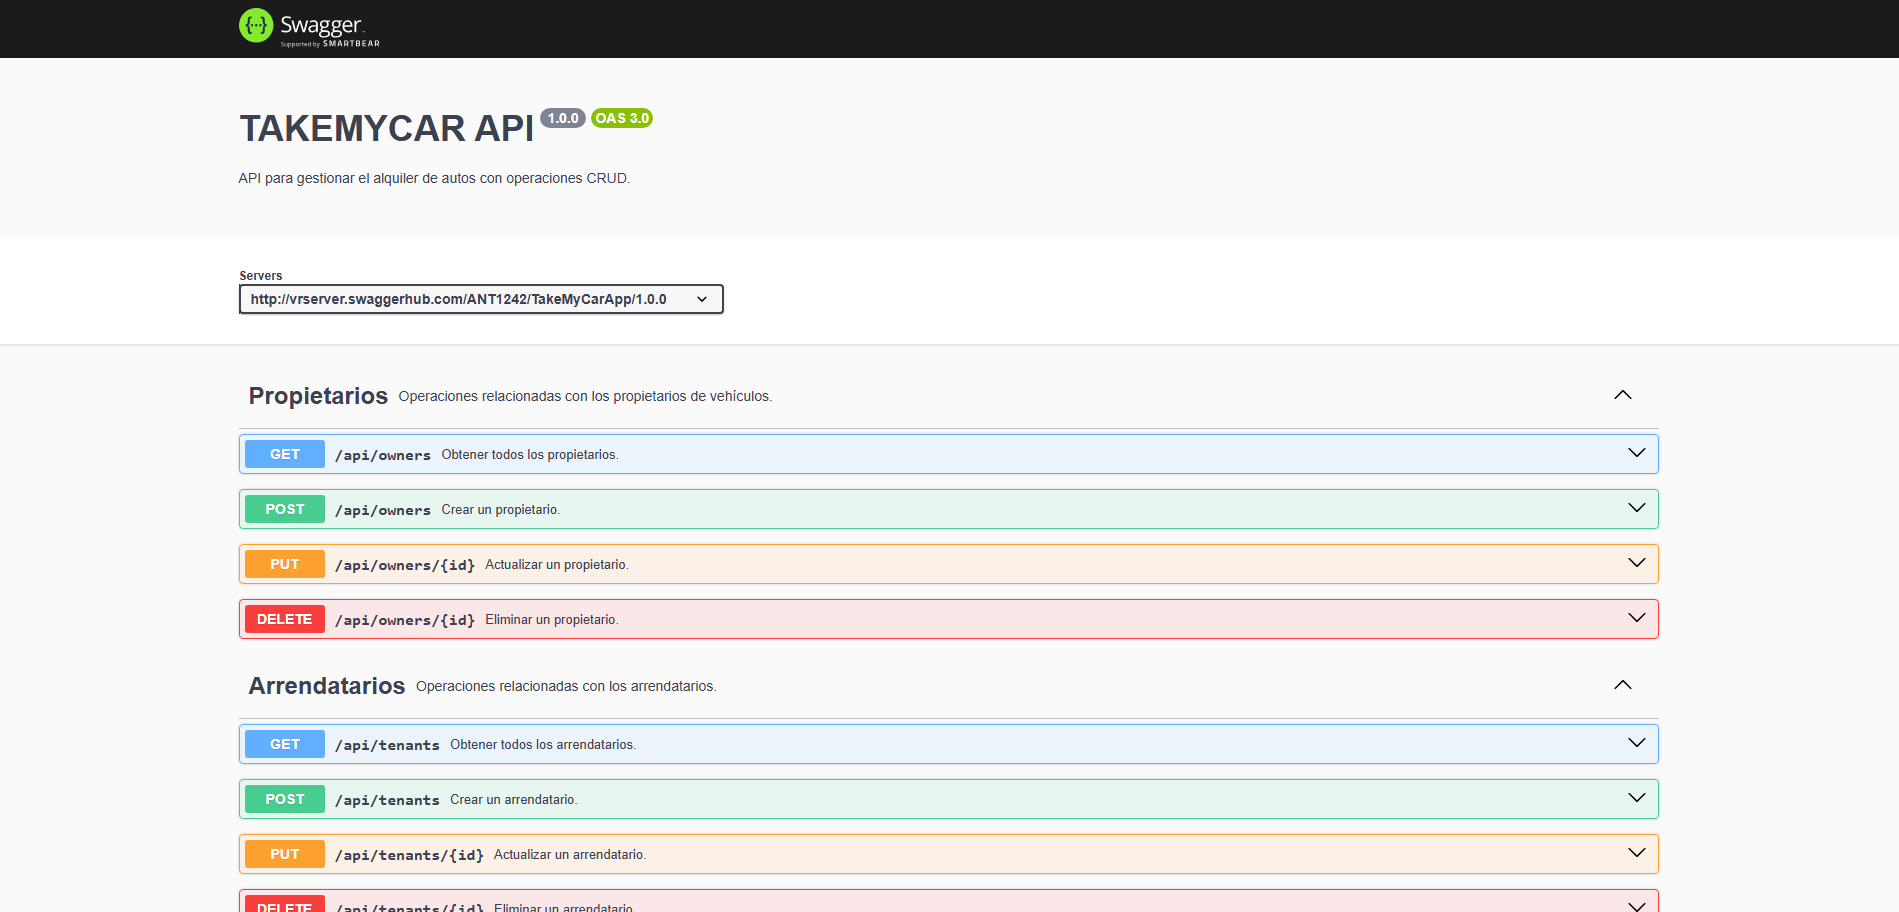 Swagger
Supported by SMARTBEAR
TAKEMYCAR API 1.0.0 OAS 3.0
API para gestionar el alquiler de autos con operaciones CRUD.
Servers
http://vrserver.swaggerhub.com/ANT1242/TakeMyCarApp/1.0.0
Propietarios Operaciones relacionadas con los propietarios de vehículos.
GET /api/owners Obtener todos los propietarios.
POST /api/owners Crear un propietario.
PUT /api/owners/{id} Actualizar un propietario.
DELETE /api/owners/{id} Eliminar un propietario.
Arrendatarios Operaciones relacionadas con los arrendatarios.
GET /api/tenants Obtener todos los arrendatarios.
POST /api/tenants Crear un arrendatario.
PUT /api/tenants/{id} Actualizar un arrendatario.
DELETE /api/tenants/{id} Eliminar un arrendatario.